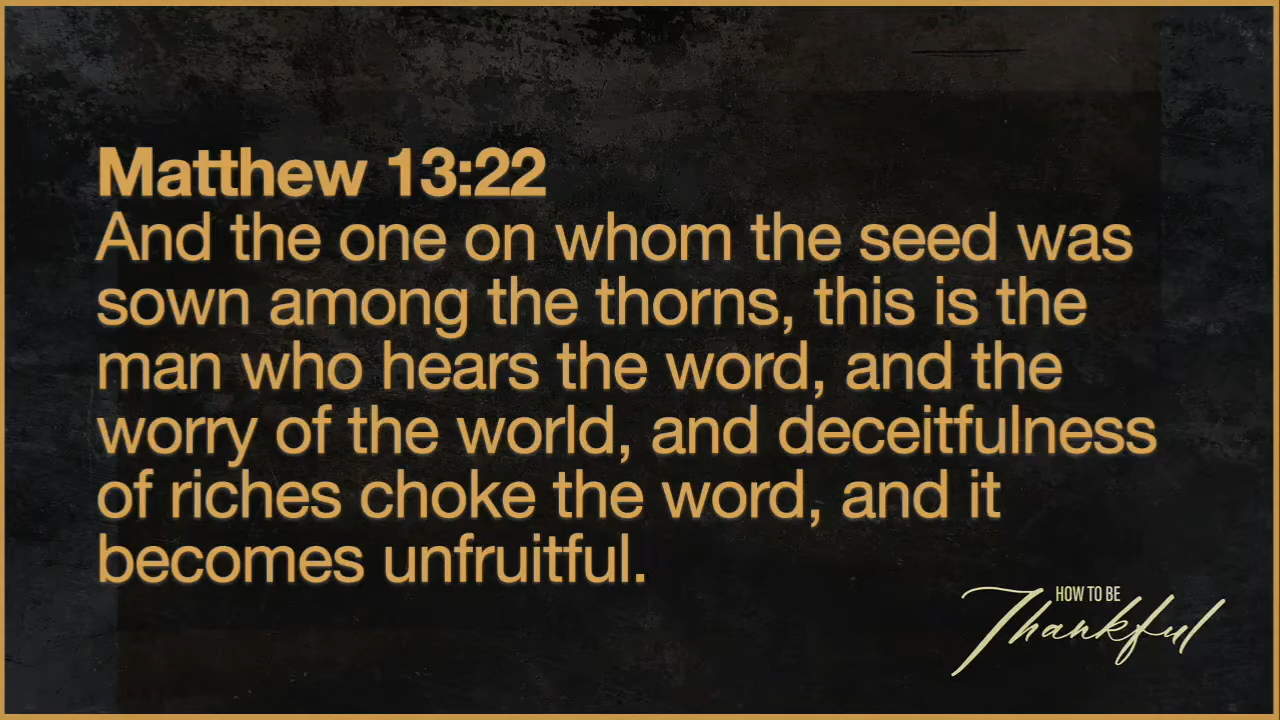 Matthew 13:22
And the one on whom the seed was
sown among the thorns, this is the
man who hears the word, and the
worry of the world, and deceitfulness
of riches choke the word, and it
becomes unfruitful.
HOW TO BE
Thankful